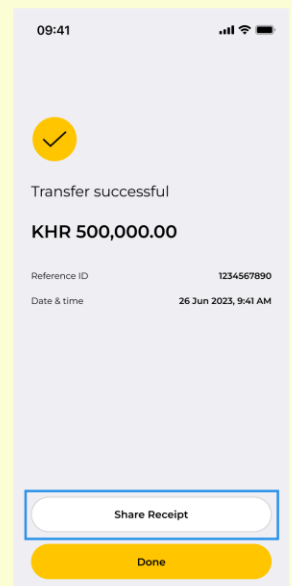 09:41
Transfer successful
KHR 500,000.00
Reference ID 1234567890
Date & time 26 Jun 2023, 9:41 AM
Share Receipt
Done